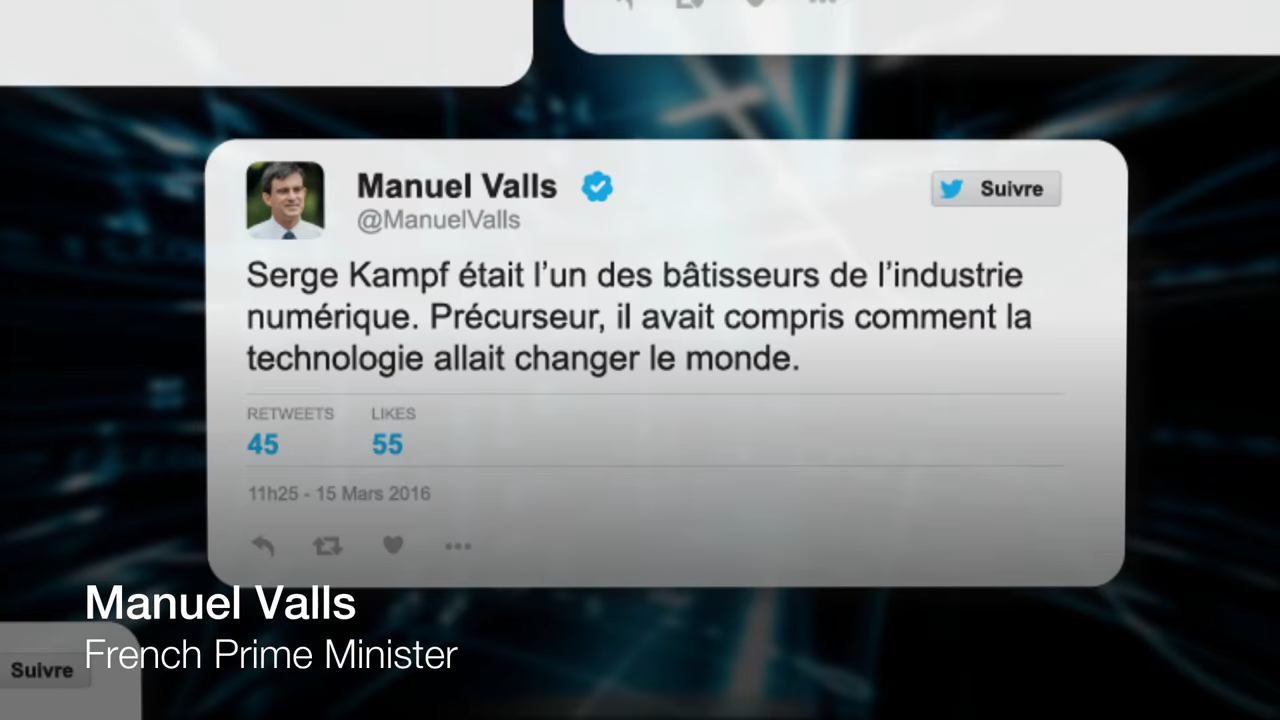 Manuel Valls
Suivre
@ManuelValls
Serge Kampf était l’un des bâtisseurs de l’industrie
numérique. Précurseur, il avait compris comment la
technologie allait changer le monde.
RETWEETS LIKES
45 55
11h25 - 15 Mars 2016
Manuel Valls
French Prime Minister
Suivre